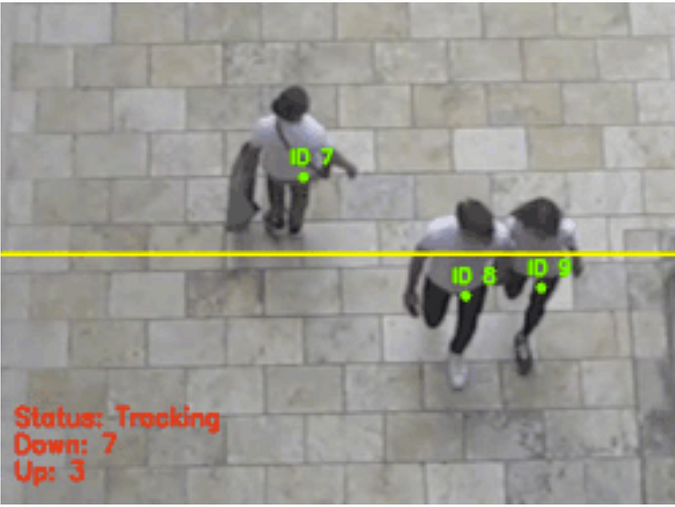 ID 7
ID 8
ID 9
Status: Tracking
Down: 7
Up: 3